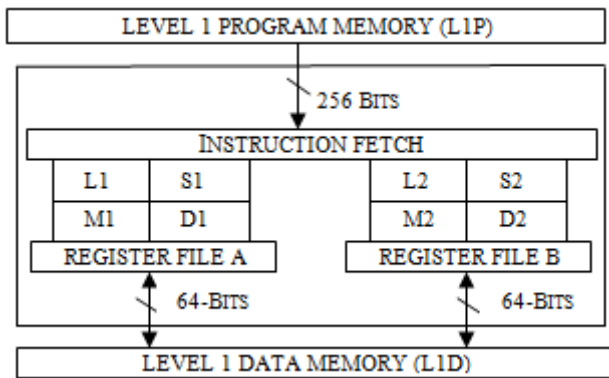 LEVEL 1 PROGRAM MEMORY (L1P)
256 BITS
INSTRUCTION FETCH
L1 S1 L2 S2
M1 D1 M2 D2
REGISTER FILE A REGISTER FILE B
64-BITS 64-BITS
LEVEL 1 DATA MEMORY (L1D)